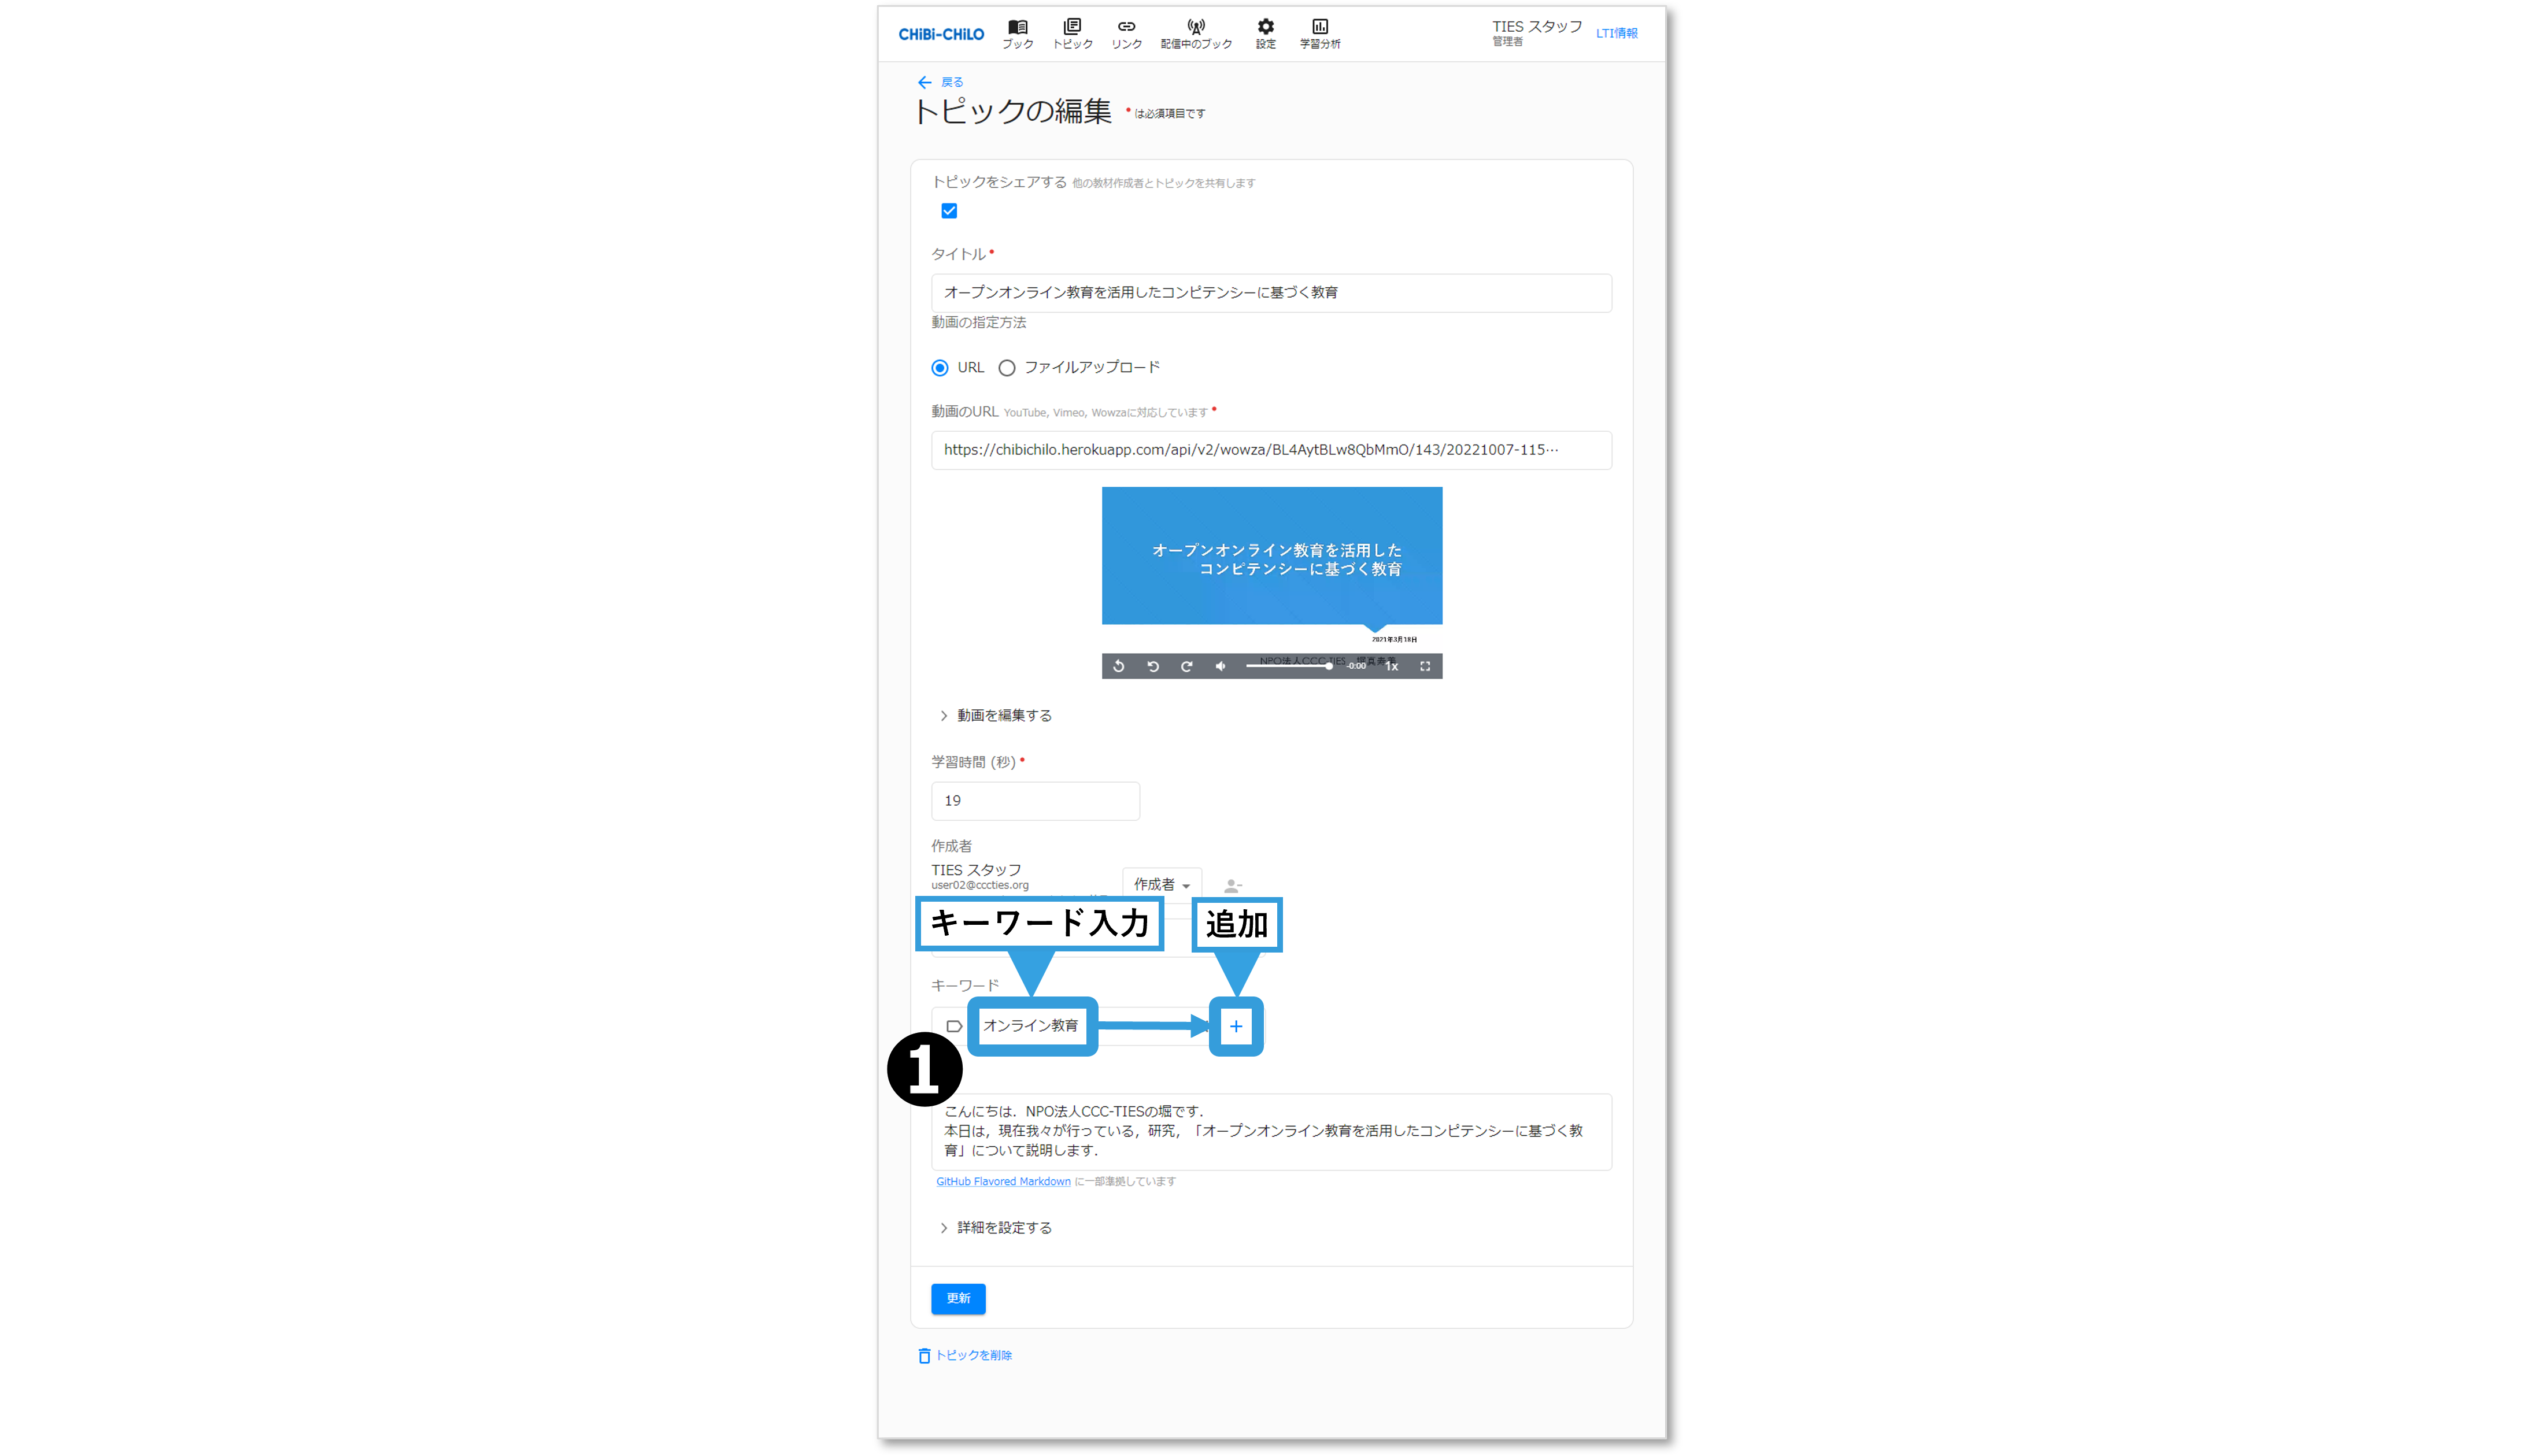 CHiBi-CHiLO
ブック
トピック
リンク
配信中のブック
設定
学習分析
TIES スタッフ
管理者
LTI情報
戻る
トピックの編集 * は必須項目です
トピックをシェアする 他の教材作成者とトピックを共有します
タイトル *
オープンオンライン教育を活用したコンピテンシーに基づく教育
動画の指定方法
URL ファイルアップロード
動画のURL YouTube, Vimeo, Wowzaに対応しています *
https://chibichilo.herokuapp.com/api/v2/wowza/BL4AytBLw8QbMmO/143/20221007-115…
オープンオンライン教育を活用した
コンピテンシーに基づく教育
2021年3月18日
NPO法人CCC-TIES
-0:00
1x
動画を編集する
学習時間 (秒) *
19
作成者
TIES スタッフ
user02@cccties.org
作成者
キーワード入力
追加
キーワード
オンライン教育
+
1
こんにちは．NPO法人CCC-TIESの堀です．
本日は，現在我々が行っている，研究，「オープンオンライン教育を活用したコンピテンシーに基づく教
育」について説明します．
GitHub Flavored Markdown に一部準拠しています
詳細を設定する
更新
トピックを削除